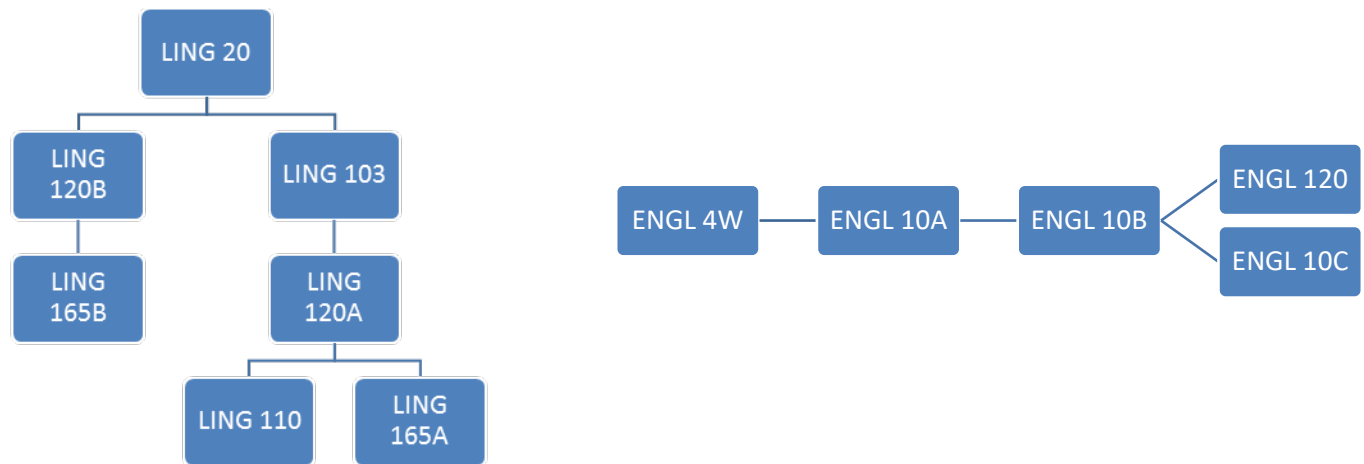 LING 20
LING
120B
LING 103
LING
165B
LING
120A
LING 110
LING
165A
ENGL 4W
ENGL 10A
ENGL 10B
ENGL 120
ENGL 10C